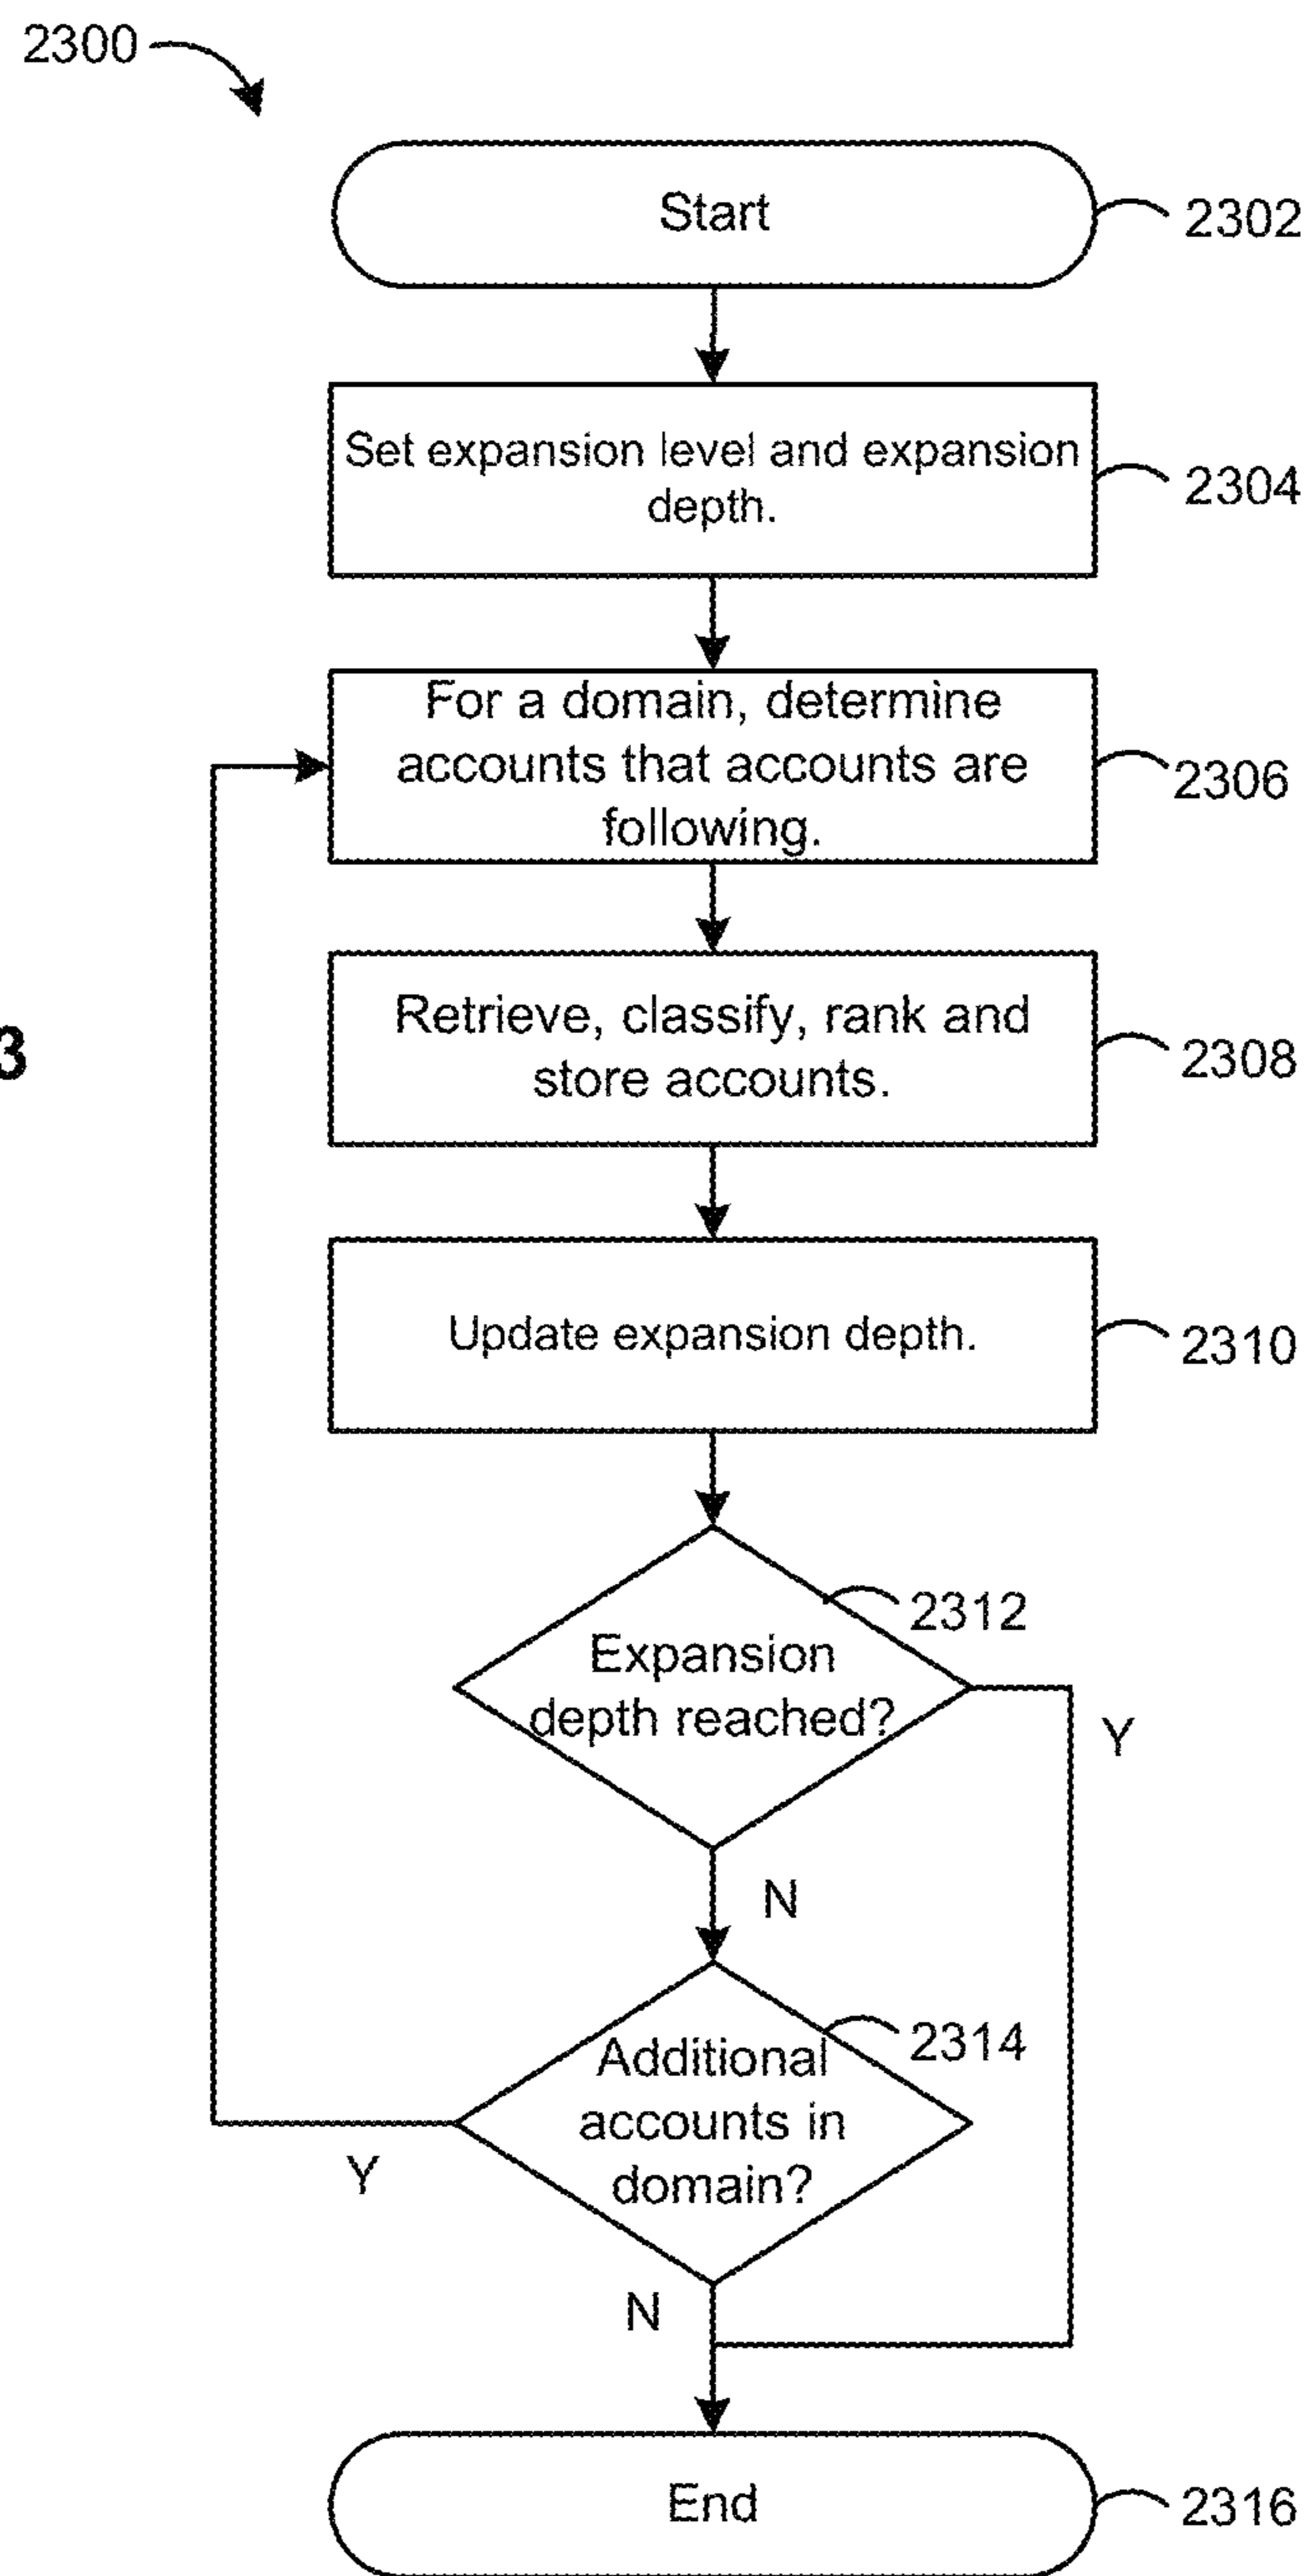 2300
Start
2302
Set expansion level and expansion
depth.
2304
For a domain, determine
accounts that accounts are
following.
2306
Retrieve, classify, rank and
store accounts.
2308
3
Update expansion depth.
2310
2312
Expansion
depth reached?
Y
N
2314
Additional
accounts in
domain?
Y
N
End
2316